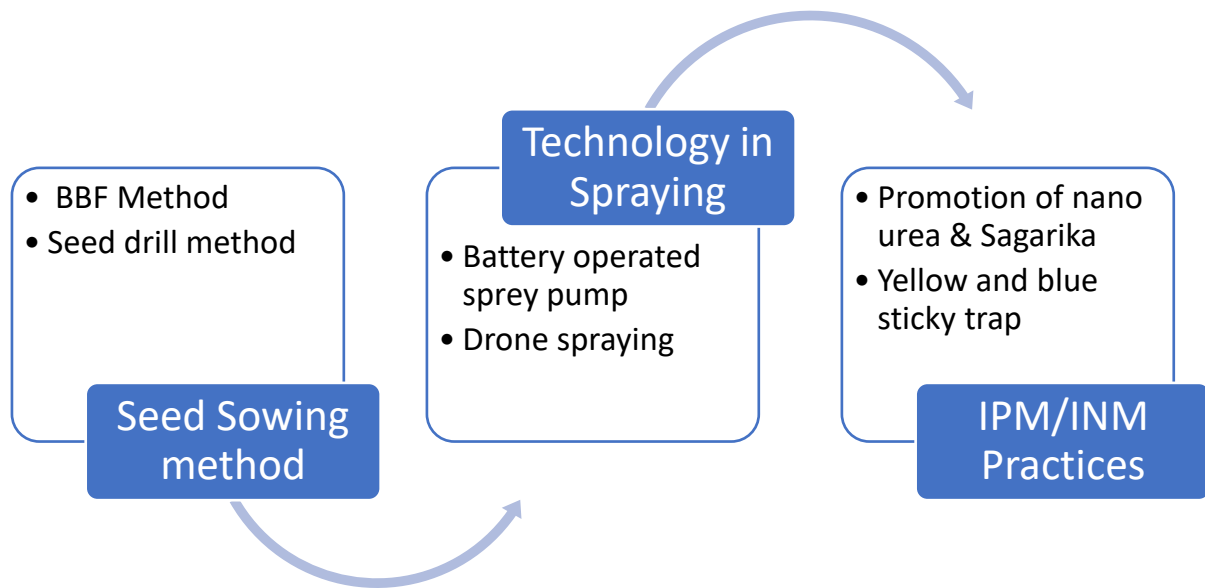 • BBF Method
• Seed drill method
Seed Sowing
method
Technology in
Spraying
• Battery operated
sprey pump
• Drone spraying
• Promotion of nano
urea & Sagarika
• Yellow and blue
sticky trap
IPM/INM
Practices